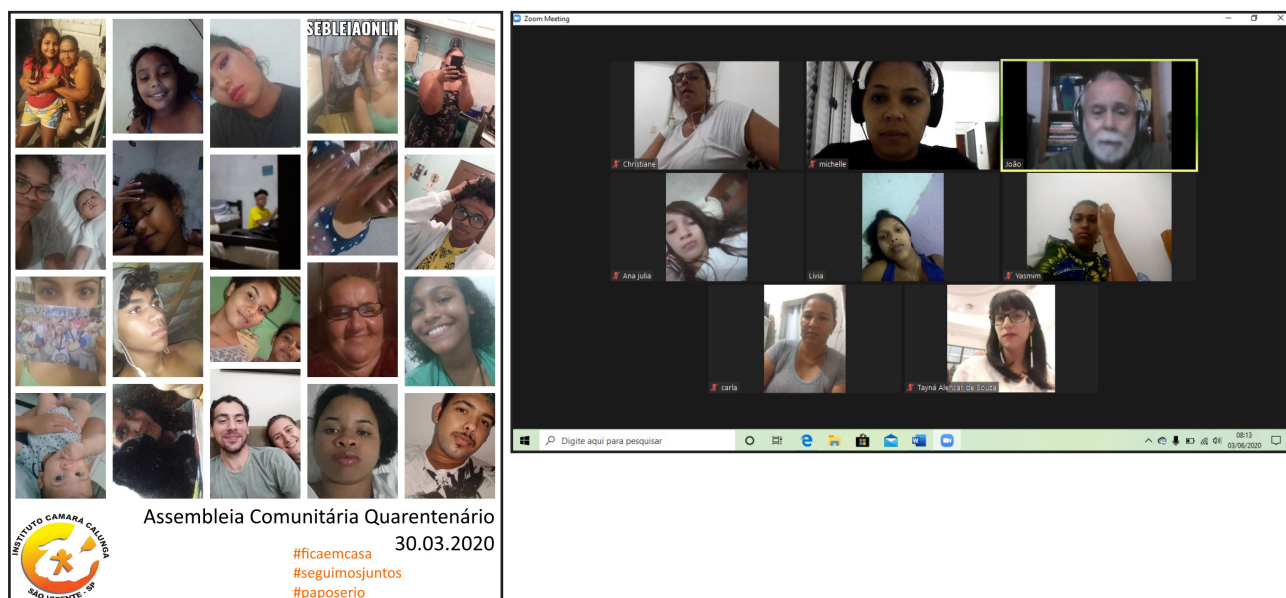 SEBLEIAONLI
INSTITUTO CAMARÁ CALUNGA
SÃO VICENTE - SP
Assembleia Comunitária Quarentenário
30.03.2020
#ficaemcasa
#seguimosjuntos
#paposerio
Zoom Meeting
Christiane
michelle
João
Ana julia
Livia
Yasmim
carla
Tayná Alencar de Souza
Digite aqui para pesquisar
08:13
03/06/2020